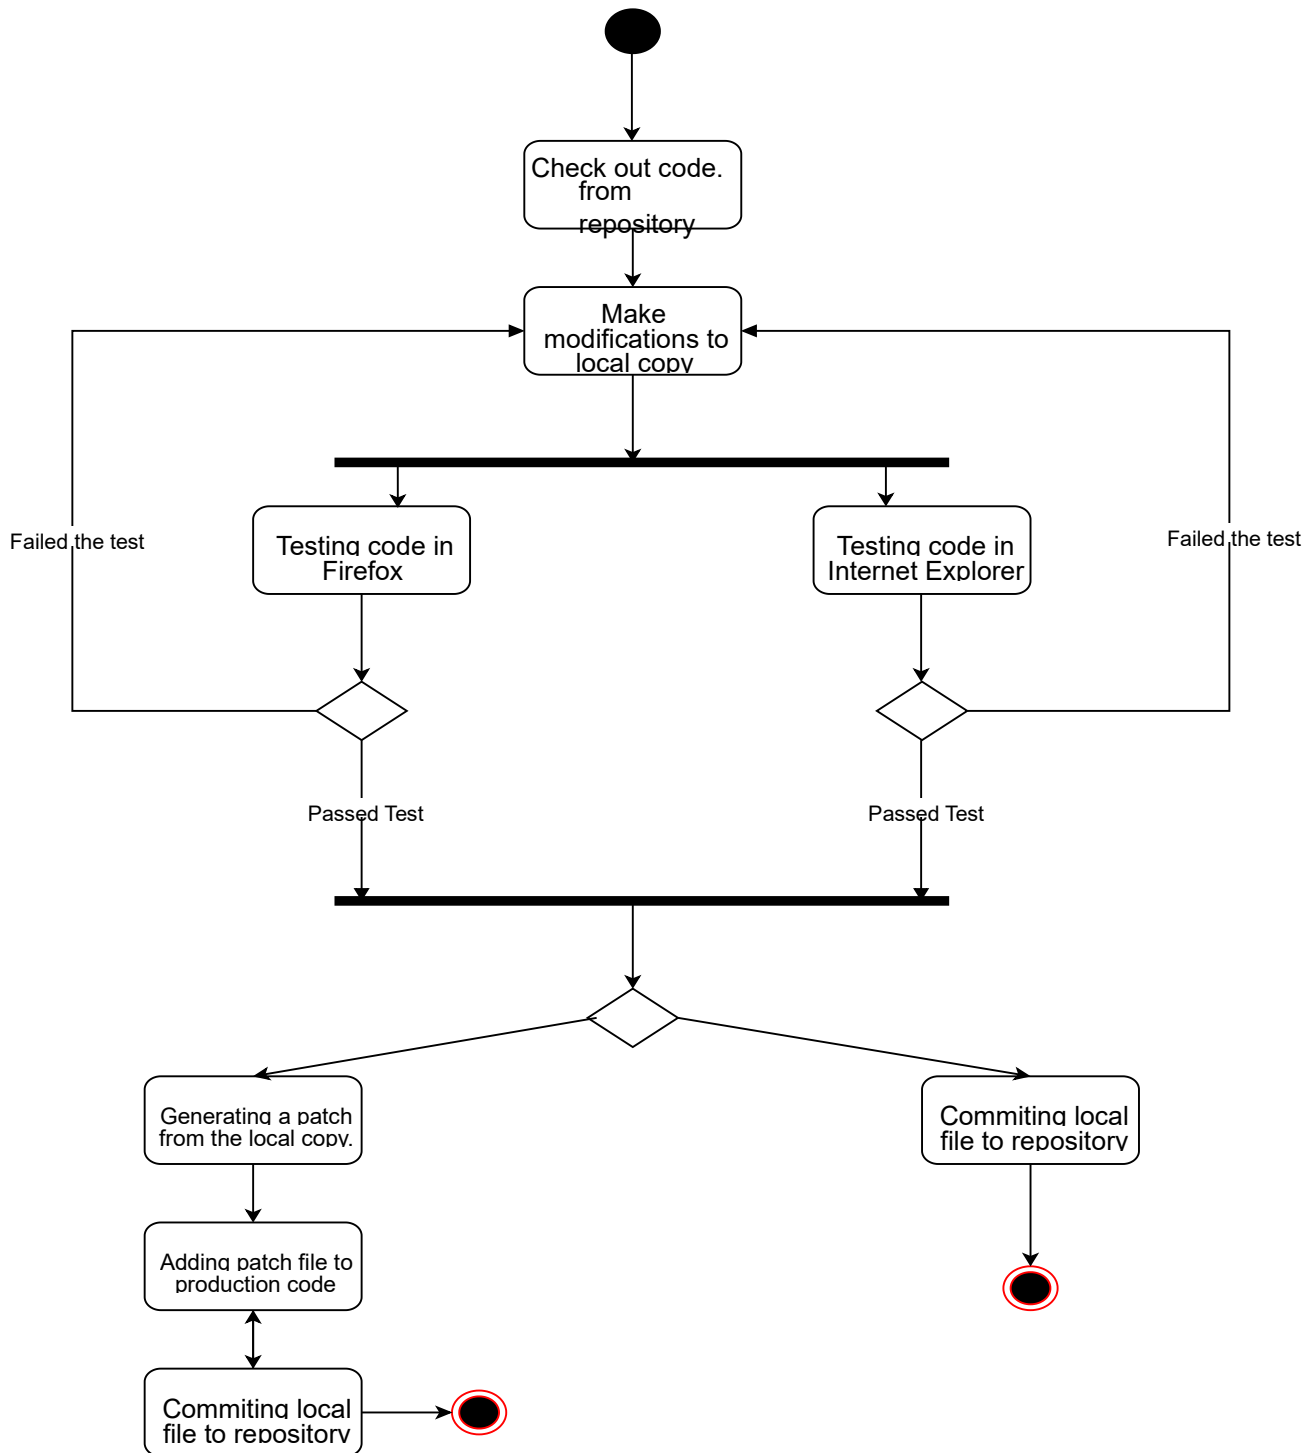 Check out code.
from
repository
Make
modifications to
local copy
Failed the test
Testing code in
Firefox
Testing code in
Internet Explorer
Failed the test
Passed Test
Passed Test
Generating a patch
from the local copy.
Commiting local
file to repository
Adding patch file to
production code
Commiting local
file to repository